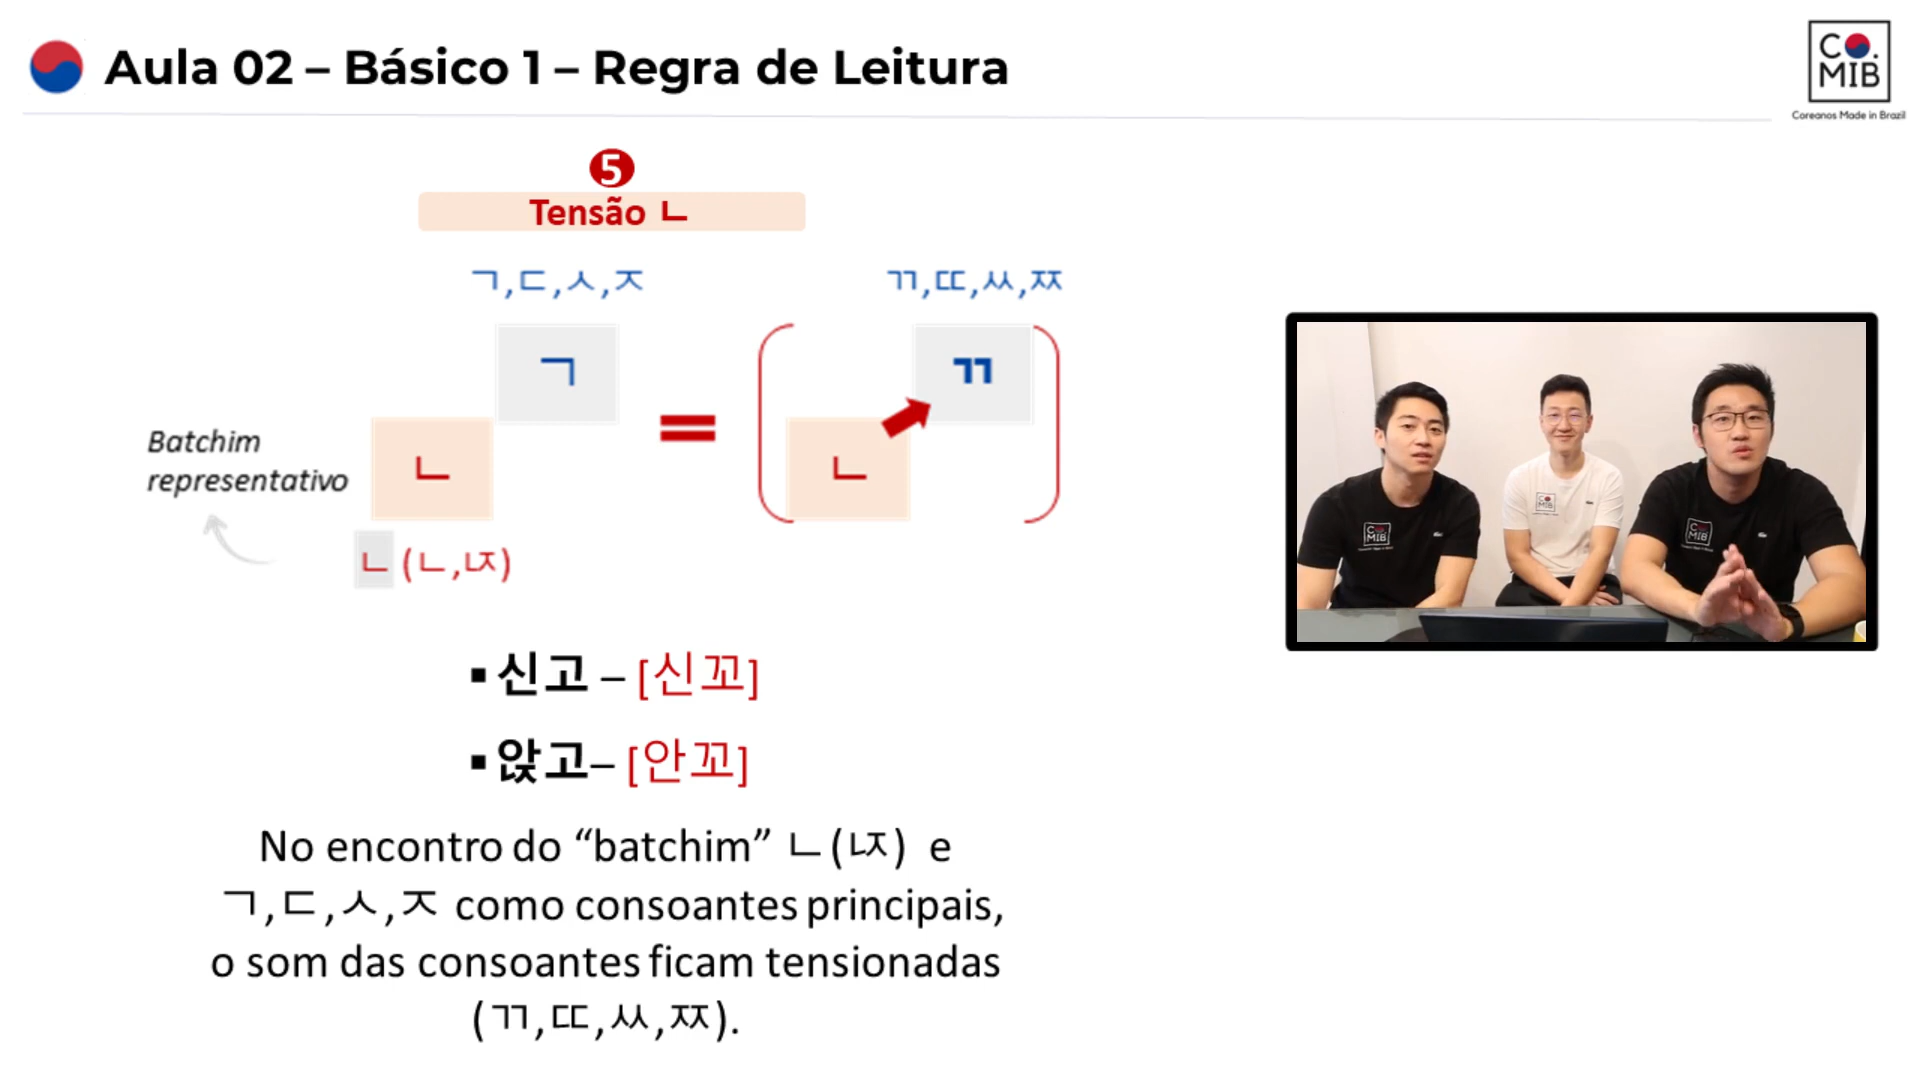 Aula 02 – Básico 1 – Regra de Leitura
CO.
MIB
Coreanos Made in Brazil
5
Tensão ㄴ
ㄱ,ㄷ,ㅅ,ㅈ
ㄲ,ㄸ,ㅆ,ㅉ
ㄱ
ㄲ
Batchim
representativo
ㄴ
ㄴ
=
ㄴ (ㄴ,ㄵ)
▪ 신고 – [신꼬]
▪ 앉고– [안꼬]
No encontro do “batchim” ㄴ(ㄵ) e
ㄱ,ㄷ,ㅅ,ㅈ como consoantes principais,
o som das consoantes ficam tensionadas
(ㄲ,ㄸ,ㅆ,ㅉ).